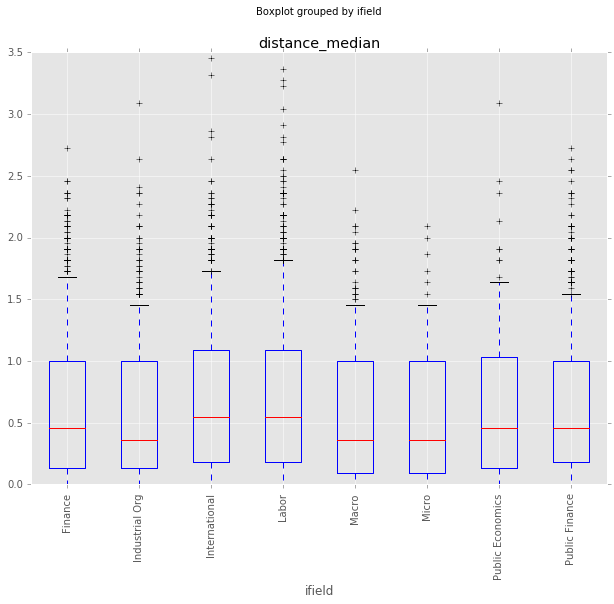 Boxplot grouped by ifield
distance_median
3.5
3.0
2.5
2.0
1.5
1.0
0.5
0.0
Finance
Industrial Org
International
Labor
Macro
Micro
Public Economics
Public Finance
ifield